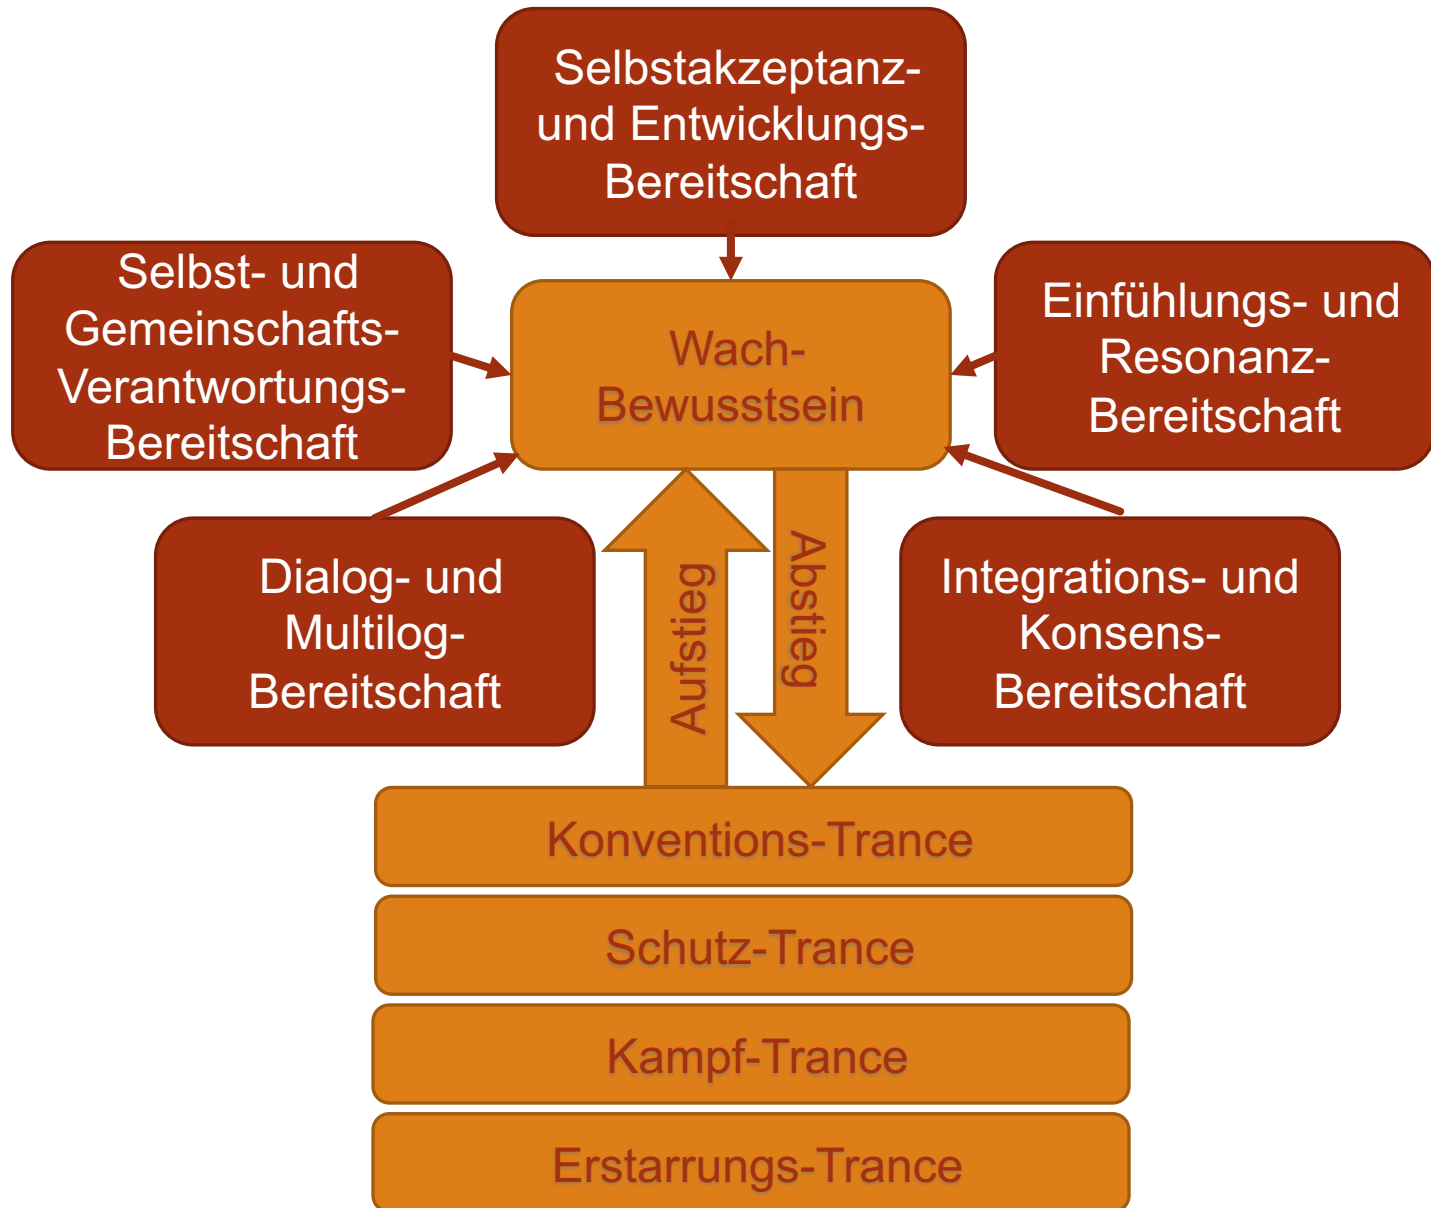 Selbstakzeptanz-
und Entwicklungs-
Bereitschaft
Selbst- und
Gemeinschafts-
Verantwortungs-
Bereitschaft
Wach-
Bewusstsein
Einfühlungs- und
Resonanz-
Bereitschaft
Dialog- und
Multilog-
Bereitschaft
Aufstieg
Abstieg
Integrations- und
Konsens-
Bereitschaft
Konventions-Trance
Schutz-Trance
Kampf-Trance
Erstarrungs-Trance